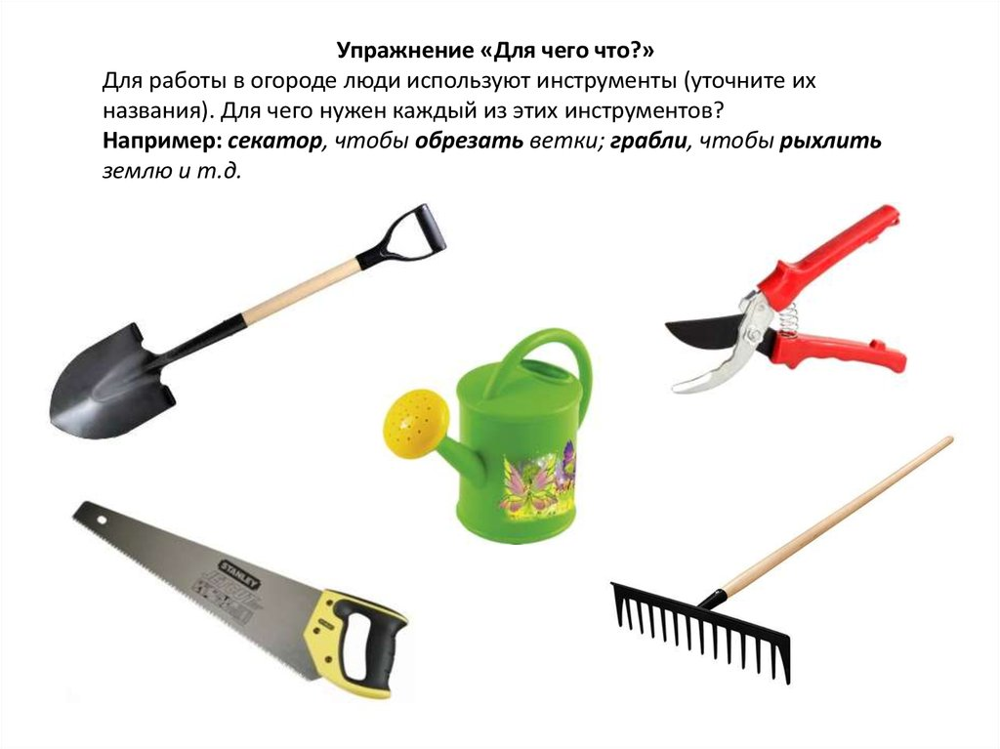 Упражнение «Для чего что?»
Для работы в огороде люди используют инструменты (уточните их
названия). Для чего нужен каждый из этих инструментов?
Например: секатор, чтобы обрезать ветки; грабли, чтобы рыхлить
землю и т.д.
STANLEY